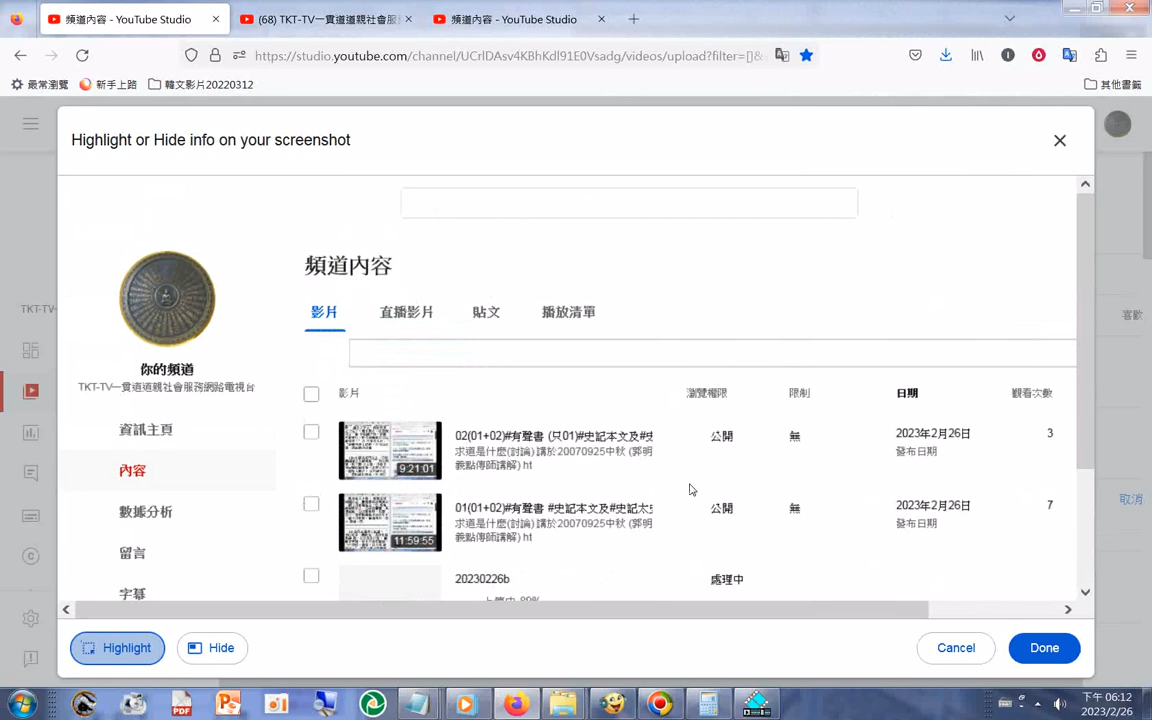 頻道內容 - YouTube Studio
(68) TKT-TV一貫道道親社會服
頻道內容 - YouTube Studio
https://studio.youtube.com/channel/UCrlDAsv4KBhKdl91E0Vsadg/videos/upload?filter=[]&
最常瀏覽 新手上路 韓文影片20220312 其他書籤
Highlight or Hide info on your screenshot
頻道內容
影片 直播影片 貼文 播放清單
TKT-TV
喜歡
你的頻道
TKT-TV一貫道道親社會服務網路電視台
影片 瀏覽權限 限制 日期 觀看次數
資訊主頁
02(01+02)#有聲書 (只01)#史記本文及#史 公開 無 2023年2月26日 3
求道是什麼(討論) 講於20070925中秋 (郭明 發布日期
義點傳師講解) ht
9:21:01
內容
取消
數據分析
01(01+02)#有聲書 #史記本文及#史記太史 公開 無 2023年2月26日 7
求道是什麼(討論) 講於20070925中秋 (郭明 發布日期
義點傳師講解) ht
11:59:55
留言
20230226b 處理中
字幕
Highlight Hide Cancel Done
PDF
下午 06:12
2023/2/26